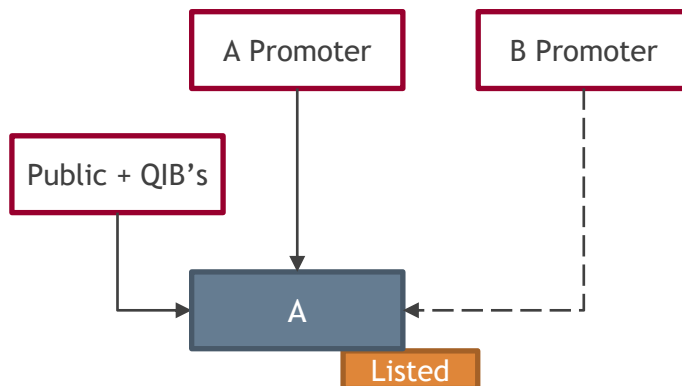 A Promoter
B Promoter
Public + QIB’s
A
Listed